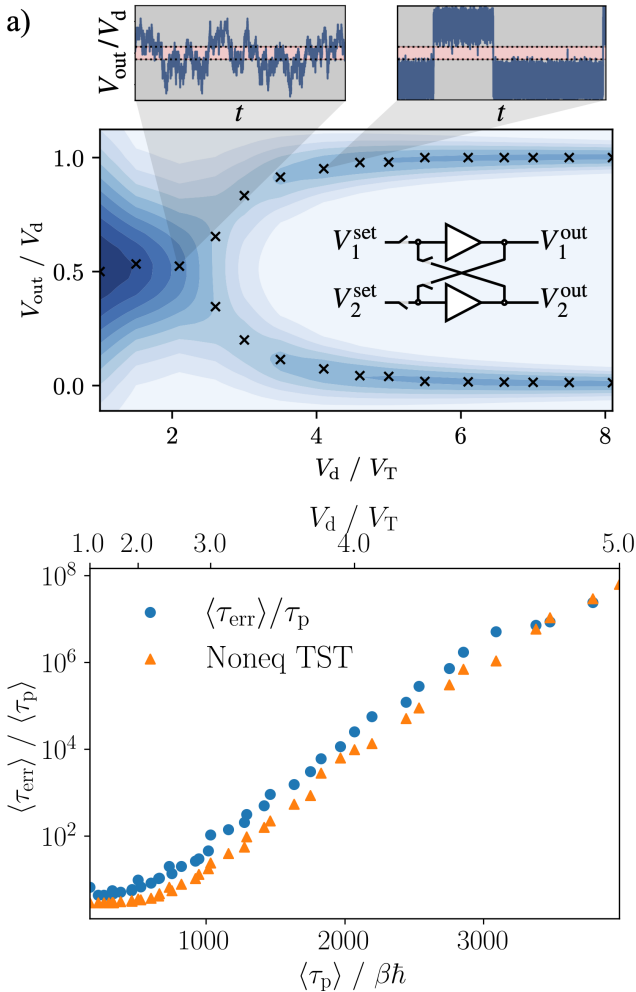 a)
V_out/V_d
t
t
V_out / V_d
1.0
0.5
0.0
V_1^set
V_1^out
V_2^set
V_2^out
2
4
6
8
V_d / V_T
V_d / V_T
1.0
2.0
3.0
4.0
5.0
⟨τ_err⟩ / ⟨τ_p⟩
10^8
10^6
10^4
10^2
⟨τ_err⟩/τ_p
Noneq TST
1000
2000
3000
⟨τ_p⟩ / βℏ